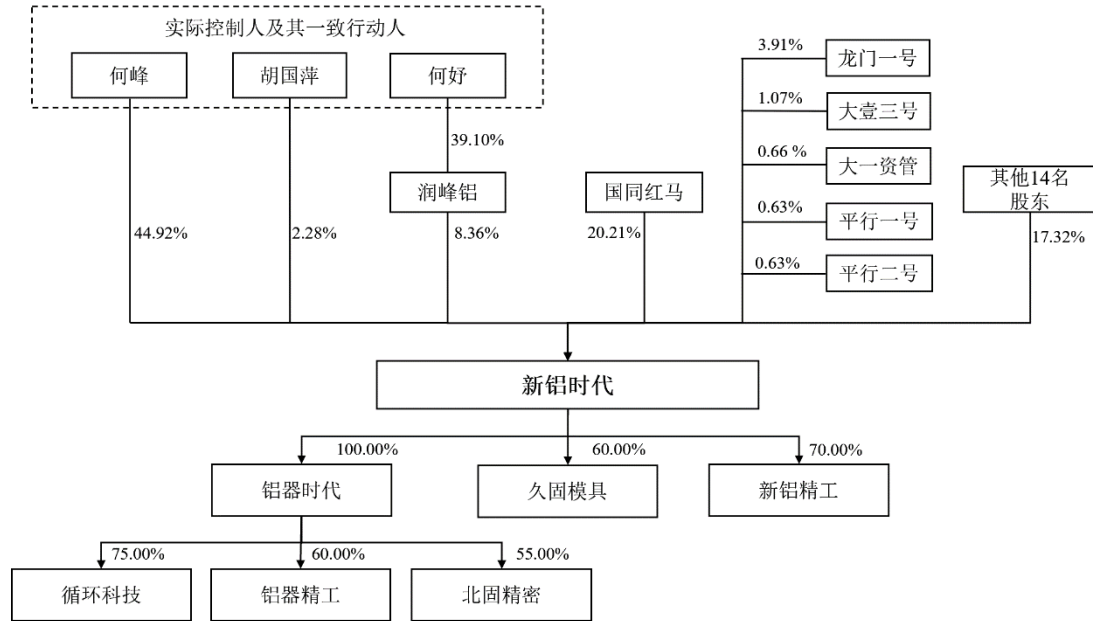 实际控制人及其一致行动人
何峰
胡国萍
何妤
39.10%
润峰铝
国同红马
44.92%
2.28%
8.36%
20.21%
3.91%
龙门一号
1.07%
大壹三号
0.66 %
大一资管
0.63%
平行一号
0.63%
平行二号
其他14名
股东
17.32%
新铝时代
100.00%
60.00%
70.00%
铝器时代
久固模具
新铝精工
75.00%
60.00%
55.00%
循环科技
铝器精工
北固精密